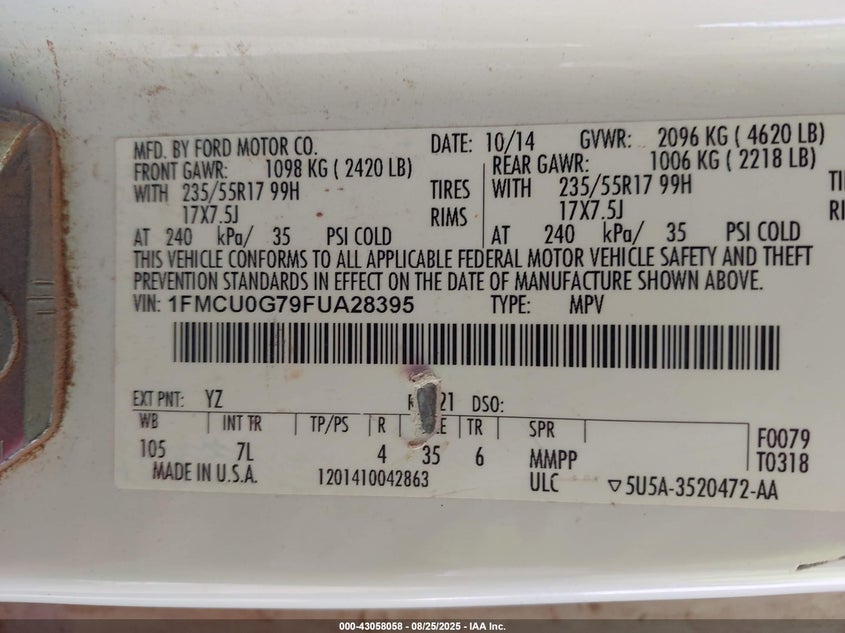 MFD. BY FORD MOTOR CO. DATE: 10/14 GVWR: 2096 KG ( 4620 LB)
FRONT GAWR: 1098 KG ( 2420 LB) REAR GAWR: 1006 KG ( 2218 LB)
WITH 235/55R17 99H TIRES WITH 235/55R17 99H
17X7.5J RIMS 17X7.5J
AT 240 kPa/ 35 PSI COLD AT 240 kPa/ 35 PSI COLD
THIS VEHICLE CONFORMS TO ALL APPLICABLE FEDERAL MOTOR VEHICLE SAFETY AND THEFT
PREVENTION STANDARDS IN EFFECT ON THE DATE OF MANUFACTURE SHOWN ABOVE.
VIN: 1FMCU0G79FUA28395 TYPE: MPV
EXT PNT: YZ 21 DSO:
WB INT TR TP/PS R TR SPR F0079
105 7L 4 35 6 MMPP T0318
MADE IN U.S.A. 1201410042863 ULC ▽5U5A-3520472-AA
000-43058058 - 08/25/2025 - IAA Inc.